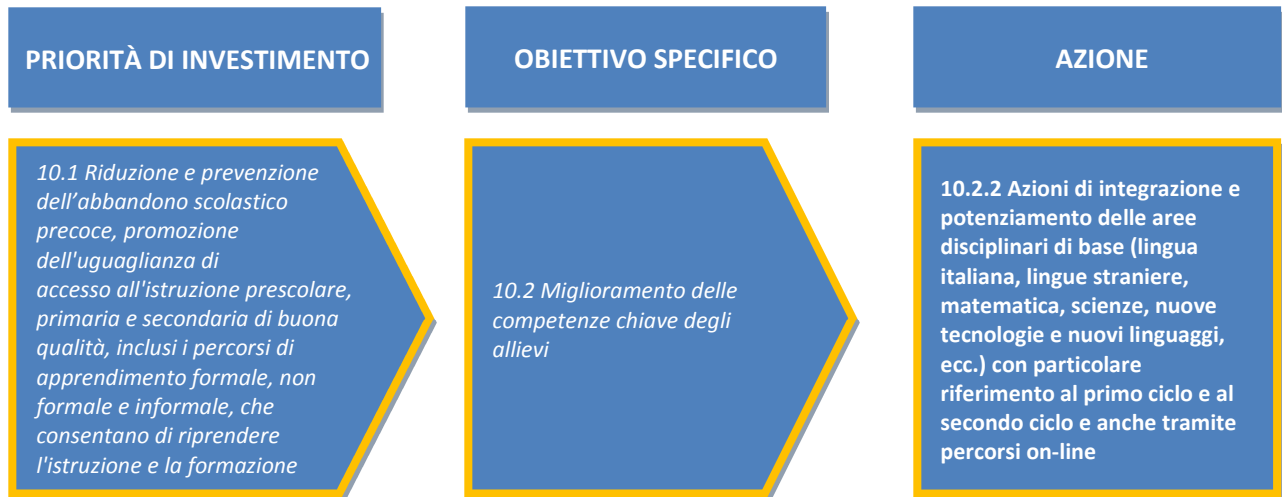 PRIORITÀ DI INVESTIMENTO
OBIETTIVO SPECIFICO
AZIONE
10.1 Riduzione e prevenzione
dell’abbandono scolastico
precoce, promozione
dell'uguaglianza di
accesso all'istruzione prescolare,
primaria e secondaria di buona
qualità, inclusi i percorsi di
apprendimento formale, non
formale e informale, che
consentano di riprendere
l'istruzione e la formazione
10.2 Miglioramento delle
competenze chiave degli
allievi
10.2.2 Azioni di integrazione e
potenziamento delle aree
disciplinari di base (lingua
italiana, lingue straniere,
matematica, scienze, nuove
tecnologie e nuovi linguaggi,
ecc.) con particolare
riferimento al primo ciclo e al
secondo ciclo e anche tramite
percorsi on-line